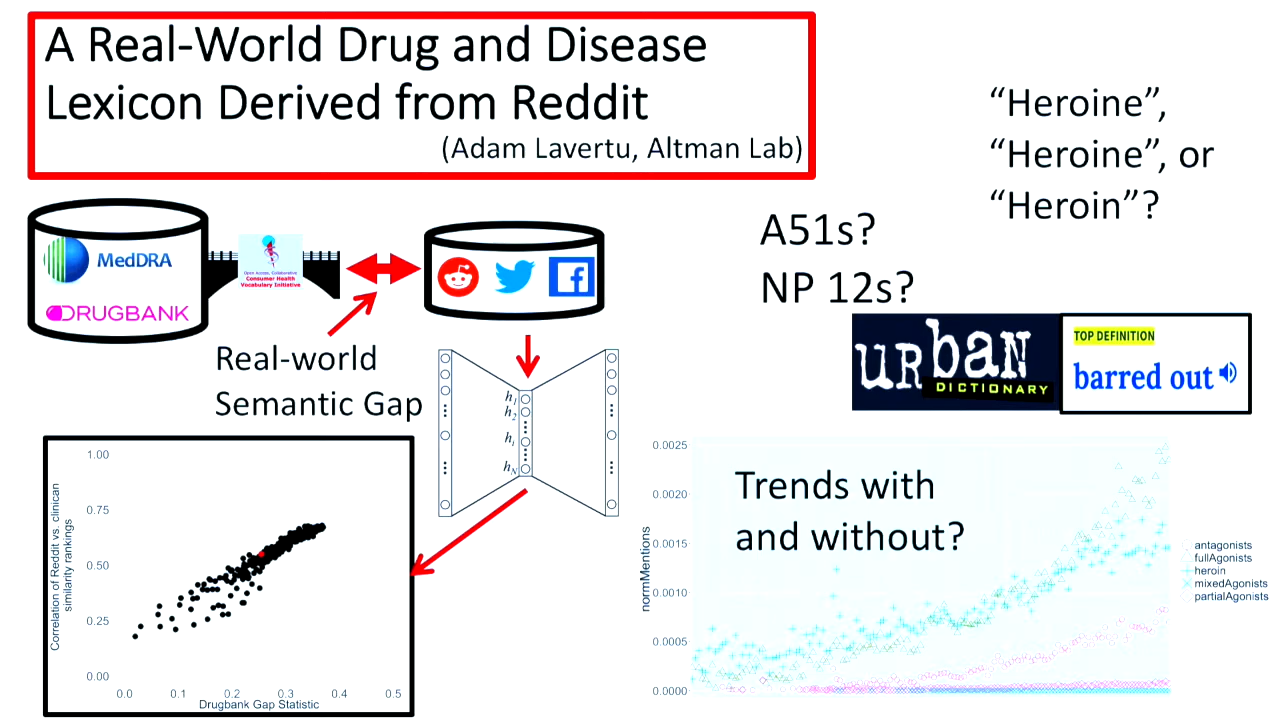 A Real-World Drug and Disease
Lexicon Derived from Reddit
(Adam Lavertu, Altman Lab)
“Heroine”,
“Heroine”, or
“Heroin”?
A51s?
NP 12s?
MedDRA
DRUGBANK
Open Access, Collaborative
Consumer Health
Vocabulary Initiative
Real-world
Semantic Gap
urban
DICTIONARY
TOP DEFINITION
barred out
h1
h2
hi
hN
Correlation of Reddit vs. clinican
similarity rankings
1.00
0.75
0.50
0.25
0.00
0.0 0.1 0.2 0.3 0.4 0.5
Drugbank Gap Statistic
Trends with
and without?
normMentions
0.0025
0.0020
0.0015
0.0010
0.0005
0.0000
antagonists
fullAgonists
heroin
mixedAgonists
partialAgonists